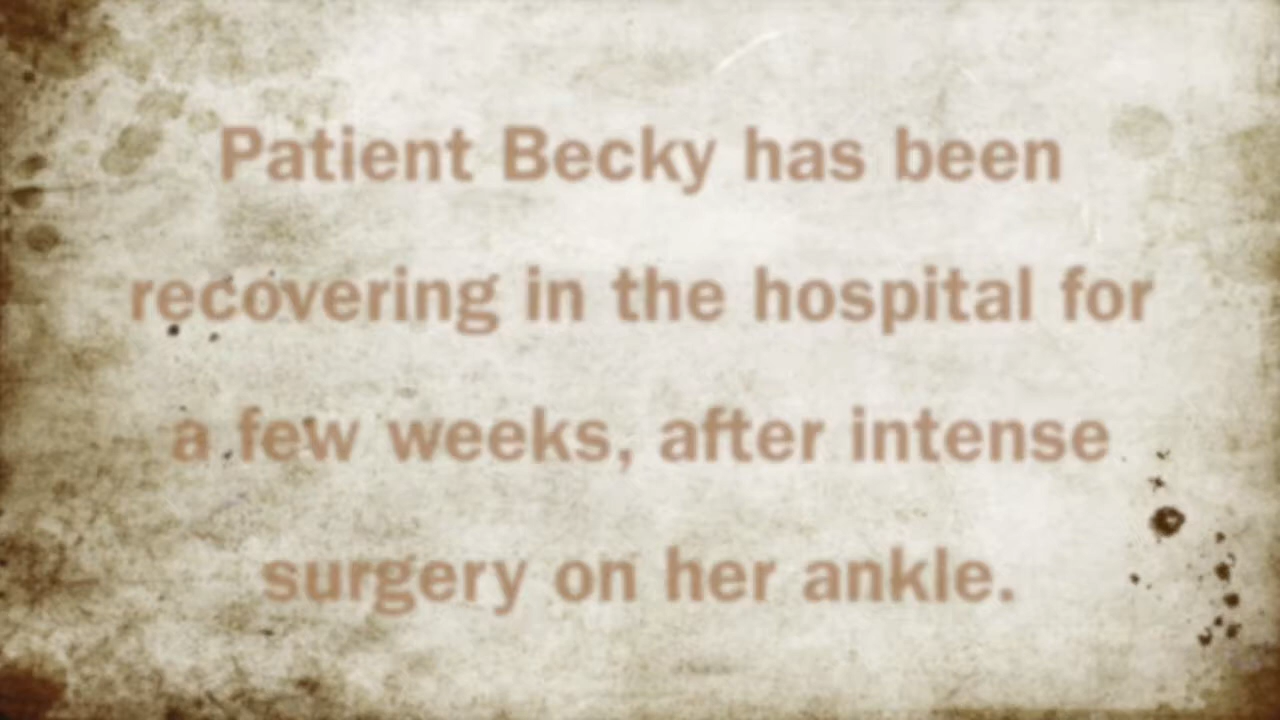 Patient Becky has been
recovering in the hospital for
a few weeks, after intense
surgery on her ankle.